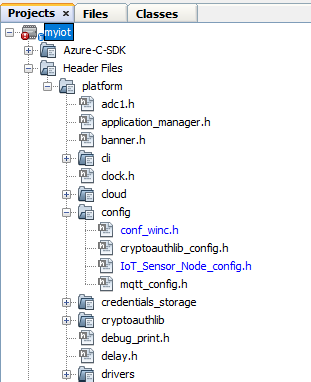 Projects × Files Classes
myiot
Azure-C-SDK
Header Files
platform
adc1.h
application_manager.h
banner.h
cli
clock.h
cloud
config
conf_winc.h
cryptoauthlib_config.h
IoT_Sensor_Node_config.h
mqtt_config.h
credentials_storage
cryptoauthlib
debug_print.h
delay.h
drivers